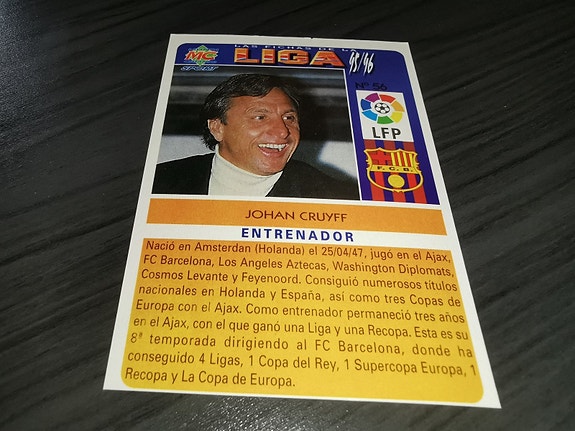 LAS FICHAS DE LA
MC LIGA 95/96
SPORT
Nº 56
LFP
F.C.B.
JOHAN CRUYFF
ENTRENADOR
Nació en Amsterdan (Holanda) el 25/04/47, jugó en el Ajax,
FC Barcelona, Los Angeles Aztecas, Washington Diplomats,
Cosmos Levante y Feyenoord. Consiguió numerosos títulos
nacionales en Holanda y España, así como tres Copas de
Europa con el Ajax. Como entrenador permaneció tres años
en el Ajax, con el que ganó una Liga y una Recopa. Esta es su
8ª temporada dirigiendo al FC Barcelona, donde ha
conseguido 4 Ligas, 1 Copa del Rey, 1 Supercopa Europa, 1
Recopa y La Copa de Europa.